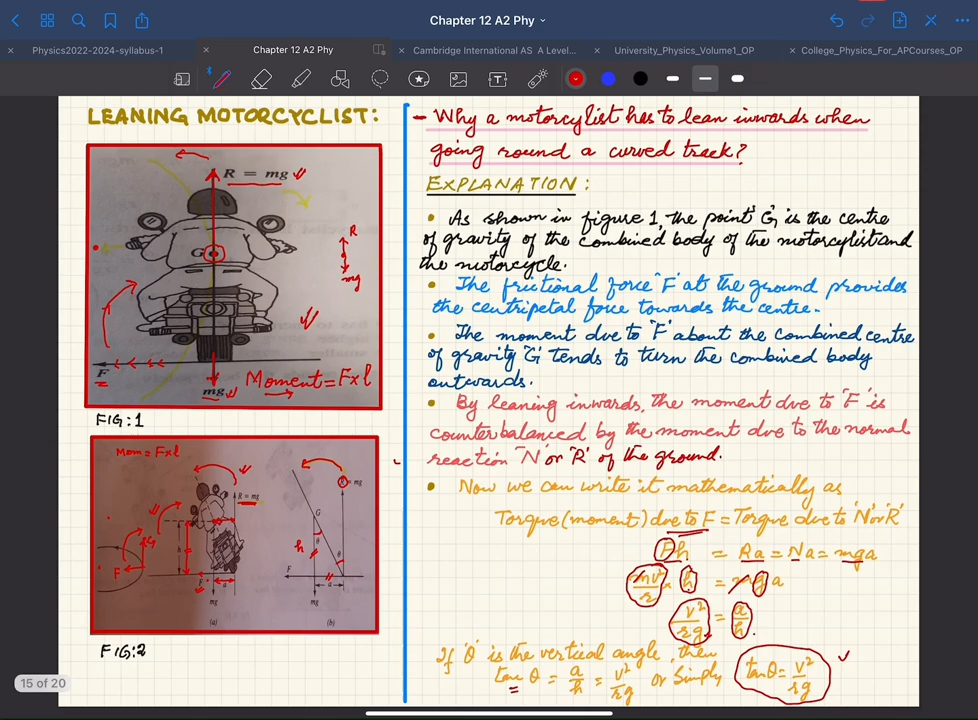 Chapter 12 A2 Phy
Physics2022-2024-syllabus-1
Chapter 12 A2 Phy
Cambridge International AS A Level...
University_Physics_Volume1_OP
College_Physics_For_APCourses_OP
LEANING MOTORCYCLIST:
R = mg
G
R
mg
F
mg
Moment = F×l
FIG:1
Mom = F×l
R = mg
R = mg
G
h
h
θ
θ
F
F
F
a
a
mg
mg
(a)
(b)
FIG:2
15 of 20
- Why a motorcylist has to lean inwards when
going round a curved track?
EXPLANATION:
• As shown in figure 1, the point 'G' is the centre
of gravity of the combined body of the motorcylist and
the motorcycle.
• The frictional force 'F' at the ground provides
the centripetal force towards the centre.
• The moment due to 'F' about the combined centre
of gravity 'G' tends to turn the combined body
outwards.
• By leaning inwards, the moment due to 'F' is
counterbalanced by the moment due to the normal
reaction 'N' or 'R' of the ground.
• Now we can write it mathematically as
Torque (moment) due to F = Torque due to 'N' or 'R'
Fh = Ra = Na = mga
mv²/r × h = mg a
v²/rg = a/h.
If 'θ' is the vertical angle, then
tan θ = a/h = v²/rg or Simply tanθ = v²/rg